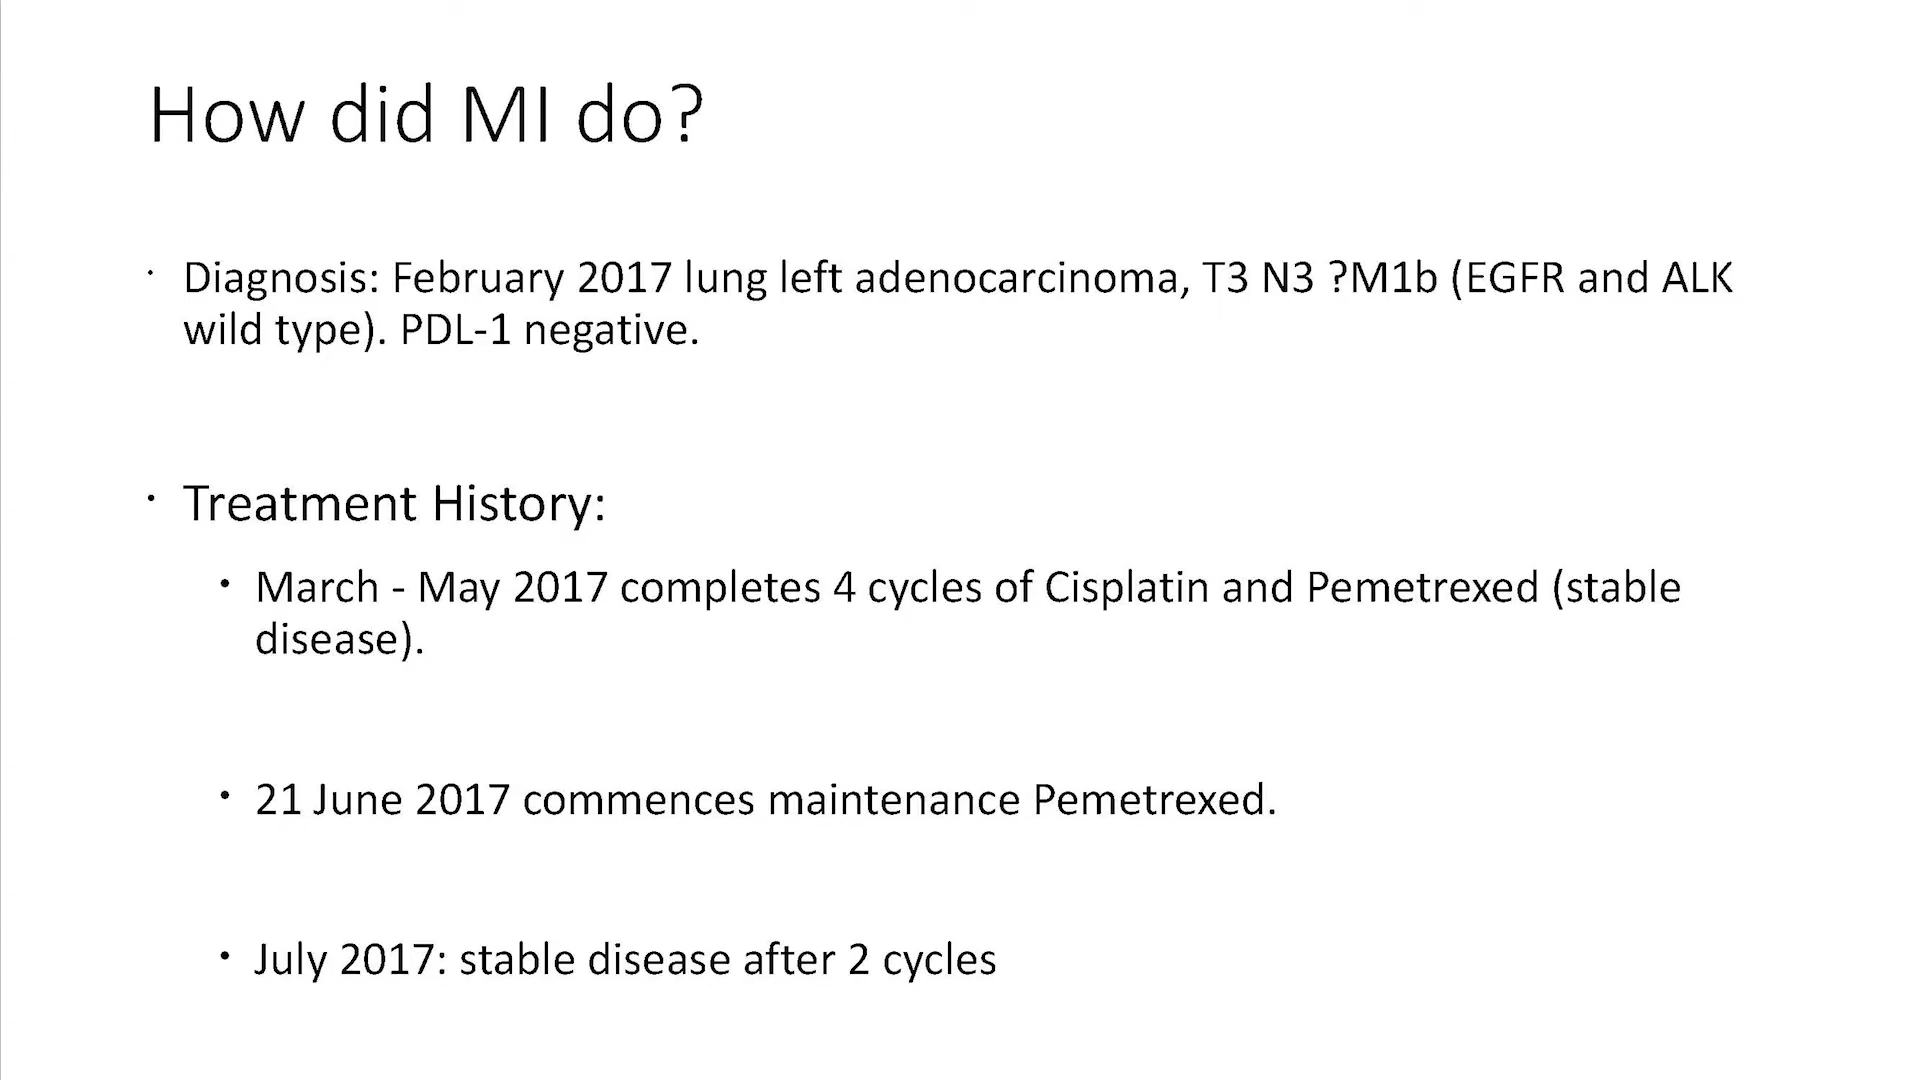 How did MI do?
Diagnosis: February 2017 lung left adenocarcinoma, T3 N3 ?M1b (EGFR and ALK
wild type). PDL-1 negative.
Treatment History:
March - May 2017 completes 4 cycles of Cisplatin and Pemetrexed (stable
disease).
21 June 2017 commences maintenance Pemetrexed.
July 2017: stable disease after 2 cycles